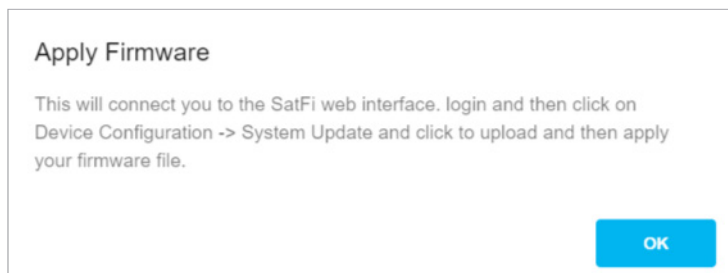 Apply Firmware
This will connect you to the SatFi web interface. login and then click on
Device Configuration -> System Update and click to upload and then apply
your firmware file.
OK